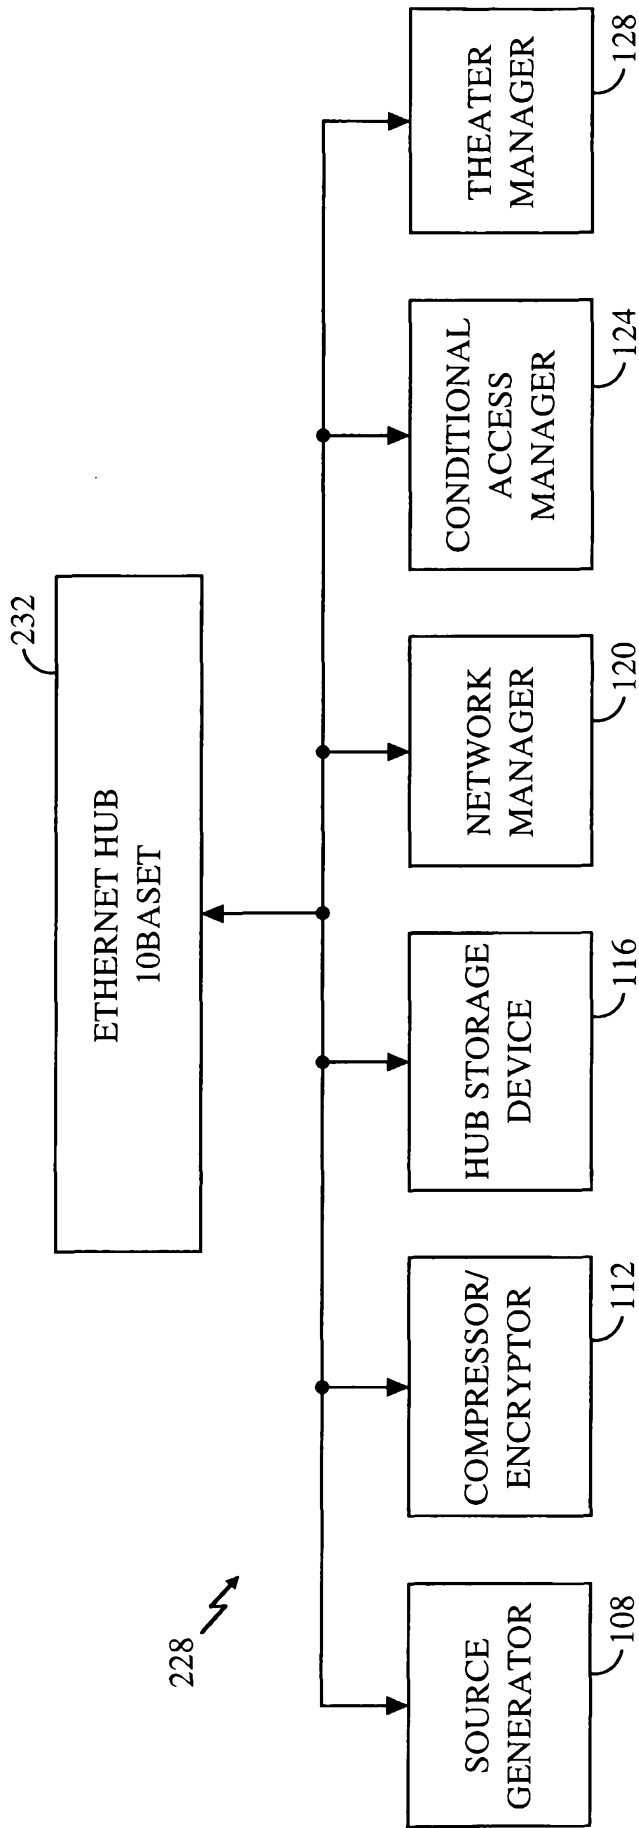 232
ETHERNET HUB
10BASET
228
SOURCE
GENERATOR
108
COMPRESSOR/
ENCRYPTOR
112
HUB STORAGE
DEVICE
116
NETWORK
MANAGER
120
CONDITIONAL
ACCESS
MANAGER
124
THEATER
MANAGER
128